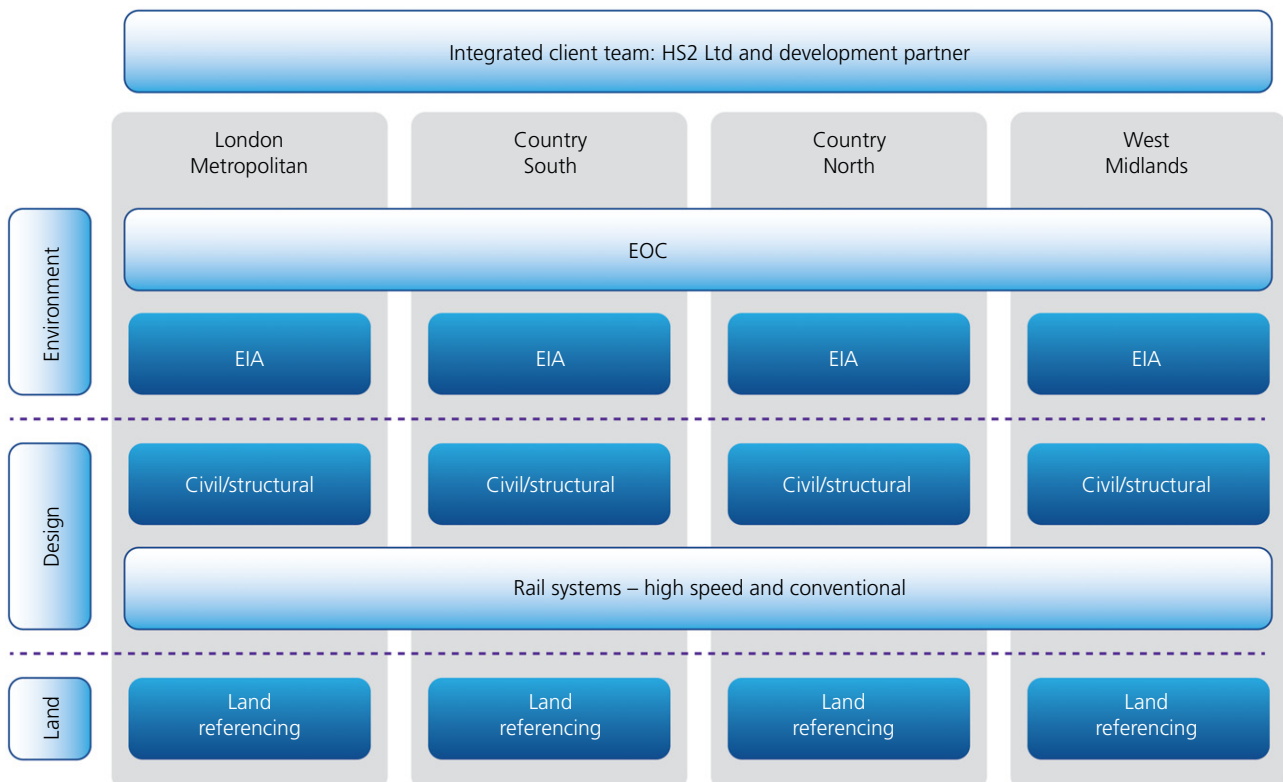 Integrated client team: HS2 Ltd and development partner
London
Metropolitan
Country
South
Country
North
West
Midlands
Environment
EOC
EIA
EIA
EIA
EIA
Design
Civil/structural
Civil/structural
Civil/structural
Civil/structural
Rail systems – high speed and conventional
Land
Land
referencing
Land
referencing
Land
referencing
Land
referencing